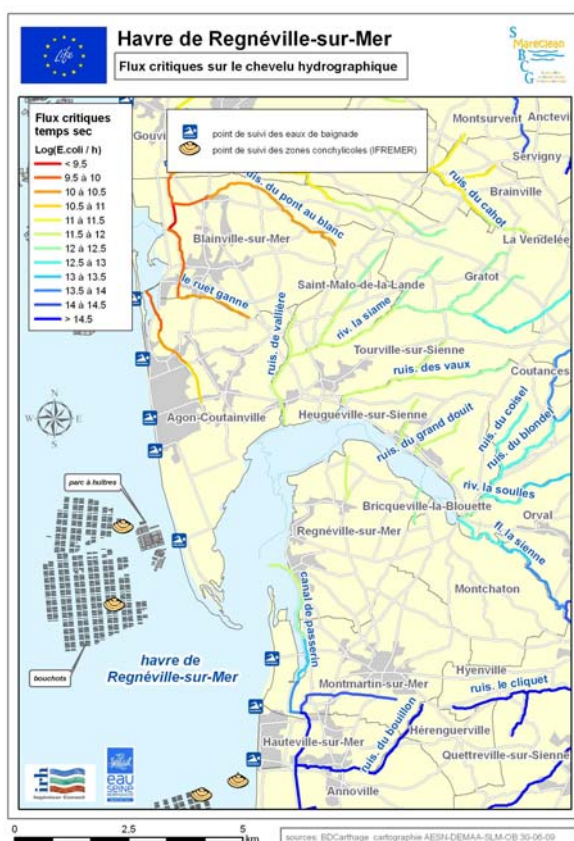 Havre de Regnéville-sur-Mer
Flux critiques sur le chevelu hydrographique
Life
MareClean
S
B
C
G
Flux critiques
temps sec
Log(E.coli / h)
< 9.5
9.5 à 10
10 à 10.5
10.5 à 11
11 à 11.5
11.5 à 12
12 à 12.5
12.5 à 13
13 à 13.5
13.5 à 14
14 à 14.5
> 14.5
point de suivi des eaux de baignade
point de suivi des zones conchylicoles (IFREMER)
Gouvi
Montsurvent
Anctevi
Servigny
ruis. du pont au blanc
ruis. du cahot
Brainville
Blainville-sur-Mer
La Vendelée
le ruet ganne
Saint-Malo-de-la-Lande
Gratot
ruis. de vallière
riv. la siame
Tourville-sur-Sienne
Coutances
ruis. des vaux
N
W
E
S
Agon-Coutainville
Heuguéville-sur-Sienne
ruis. du coisel
ruis. du blonde
ruis. du grand douit
parc à huîtres
riv. la soulles
Bricqueville-la-Blouette
Orval
Regnéville-sur-Mer
fl. la sienne
canal de passerin
Montchaton
bouchots
havre de
Regnéville-sur-Mer
Hyenville
Montmartin-sur-Mer
ruis. le cliquet
Hauteville-sur-Mer
ruis. du bouillon
Hérenguerville
Quettreville-sur-Sienne
Annoville
eau
seine
0
2.5
5
km
sources: BDCarthage cartographie AESN-DEMAA-SLM-OB 30-06-09